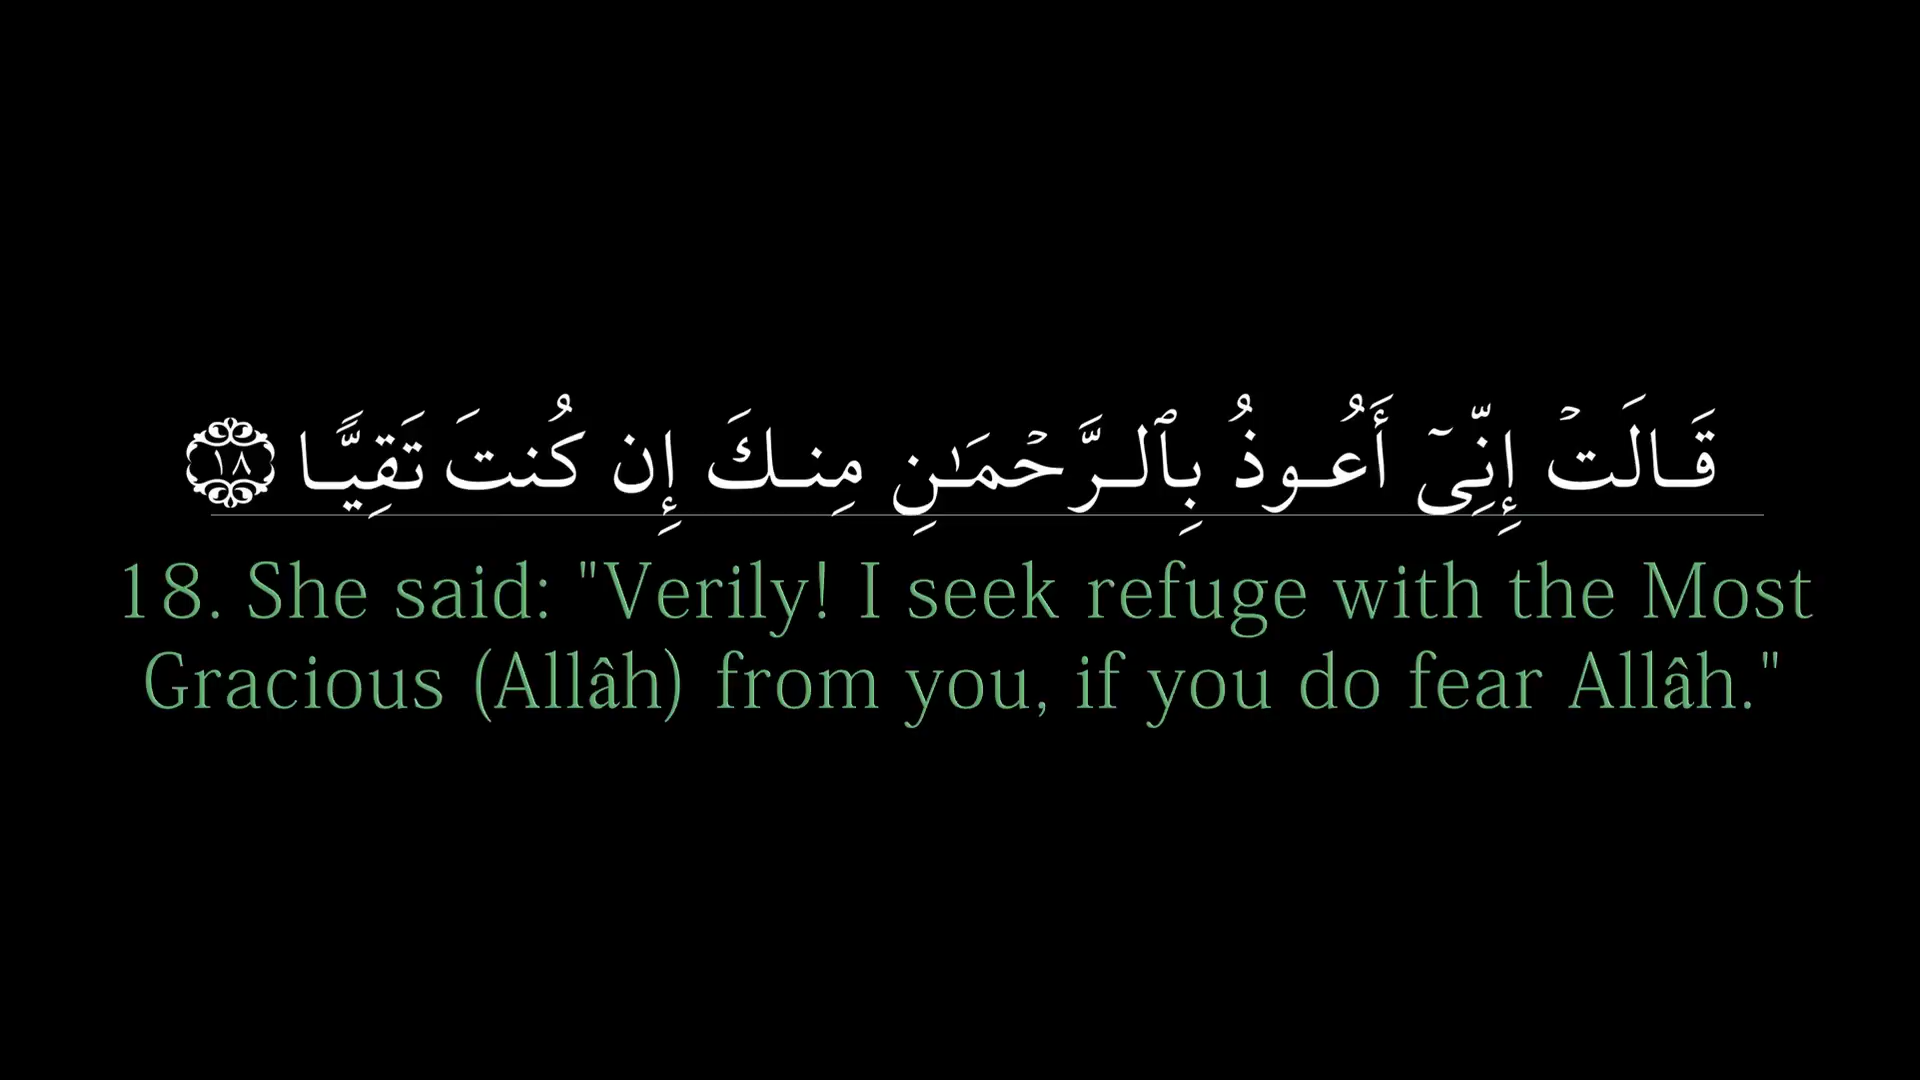 قَالَتْ إِنِّىٓ أَعُوذُ بِٱلرَّحْمَـٰنِ مِنكَ إِن كُنتَ تَقِيًّا ١٨
18. She said: "Verily! I seek refuge with the Most
Gracious (Allâh) from you, if you do fear Allâh."